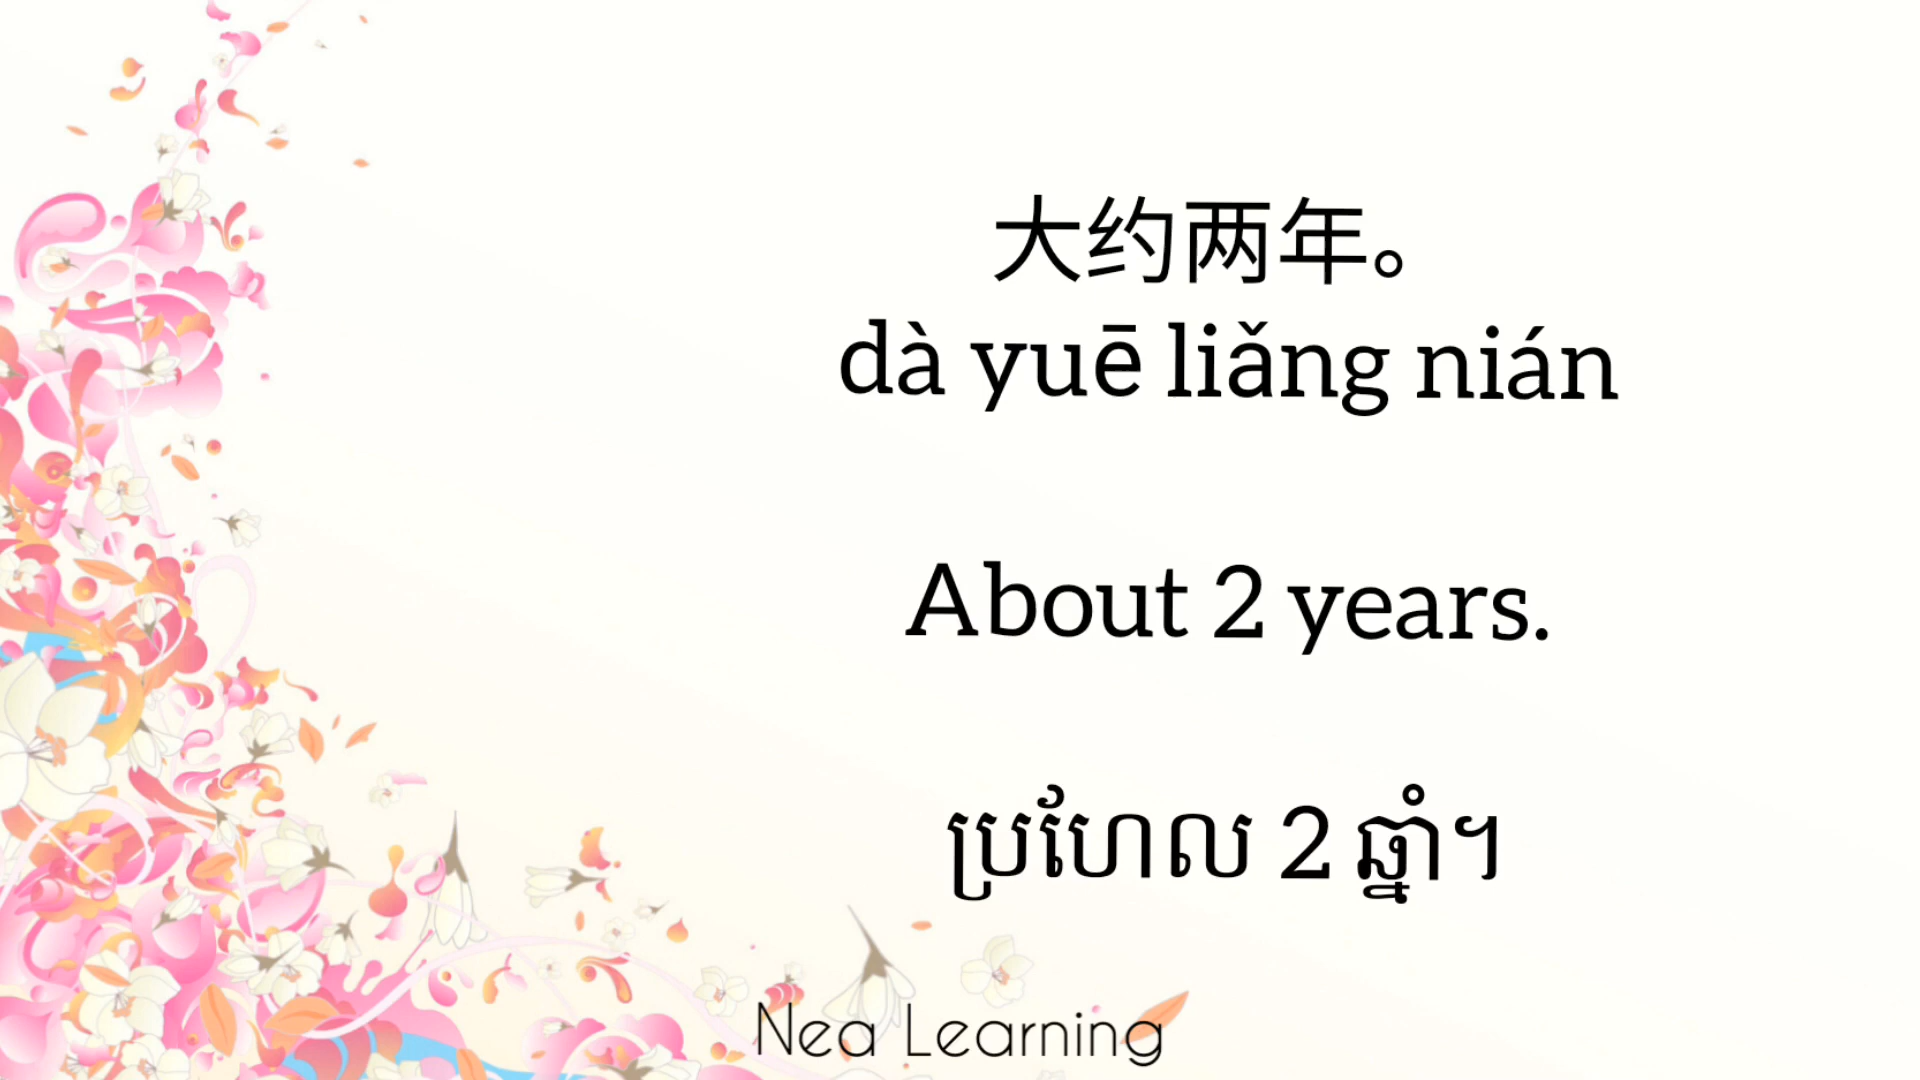 大约两年。
dà yuē liǎng nián
About 2 years.
ប្រហែល 2 ឆ្នាំ។
Nea Learning